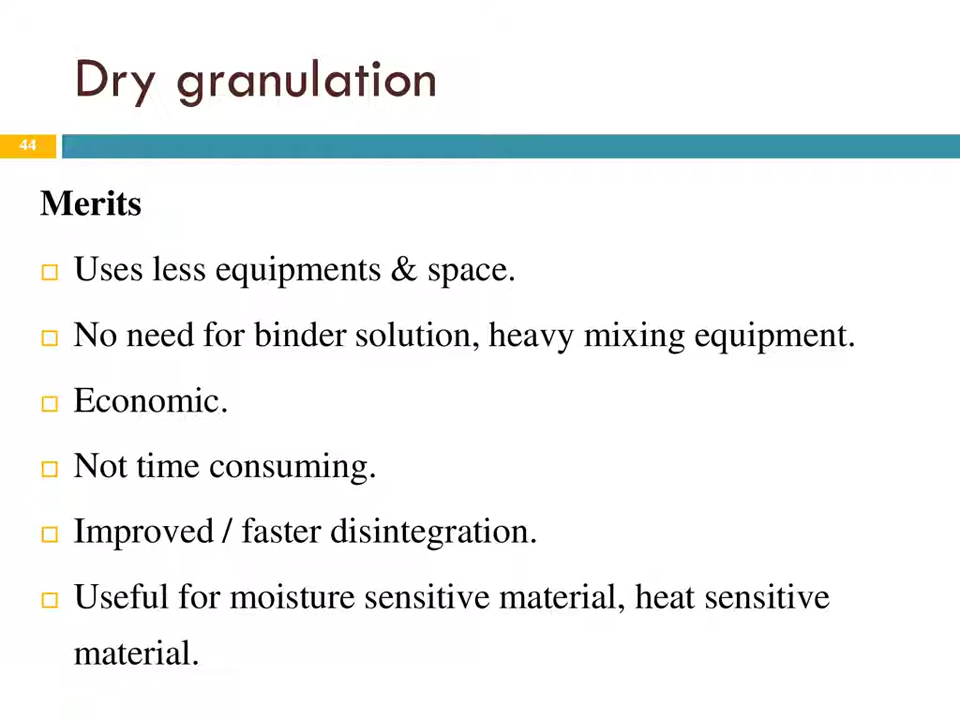 Dry granulation
44
Merits
Uses less equipments & space.
No need for binder solution, heavy mixing equipment.
Economic.
Not time consuming.
Improved / faster disintegration.
Useful for moisture sensitive material, heat sensitive
material.